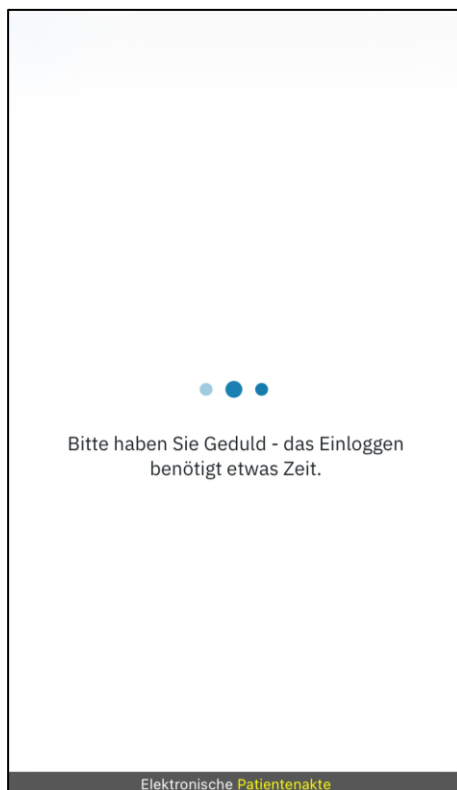 Bitte haben Sie Geduld - das Einloggen
benötigt etwas Zeit.
Elektronische Patientenakte